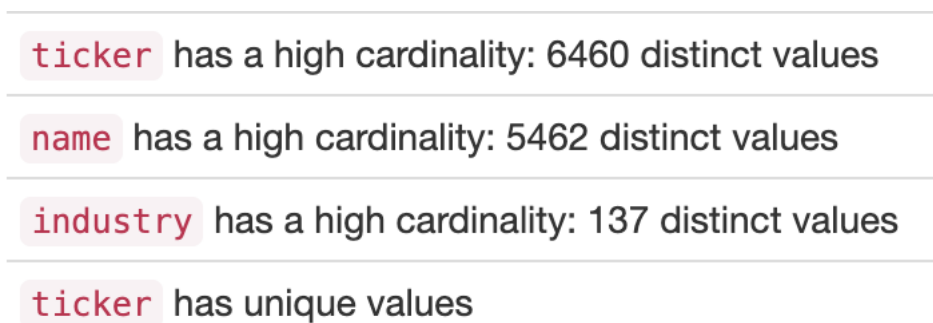 ticker has a high cardinality: 6460 distinct values
name has a high cardinality: 5462 distinct values
industry has a high cardinality: 137 distinct values
ticker has unique values